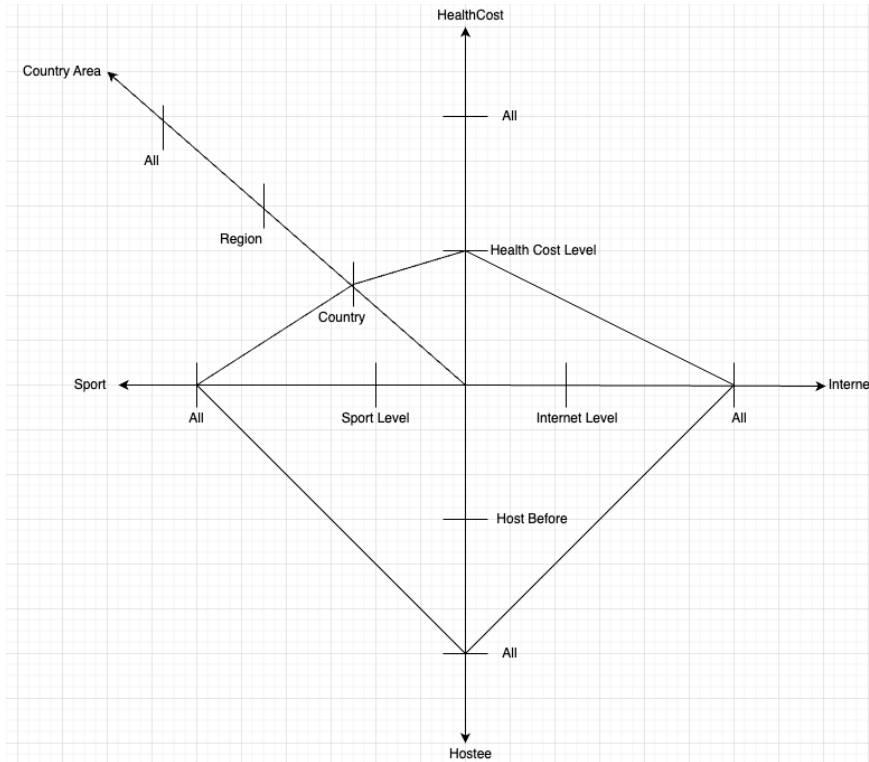 HealthCost
Country Area
All
All
Region
Health Cost Level
Country
Sport
Interne
All
Sport Level
Internet Level
All
Host Before
All
Hostee